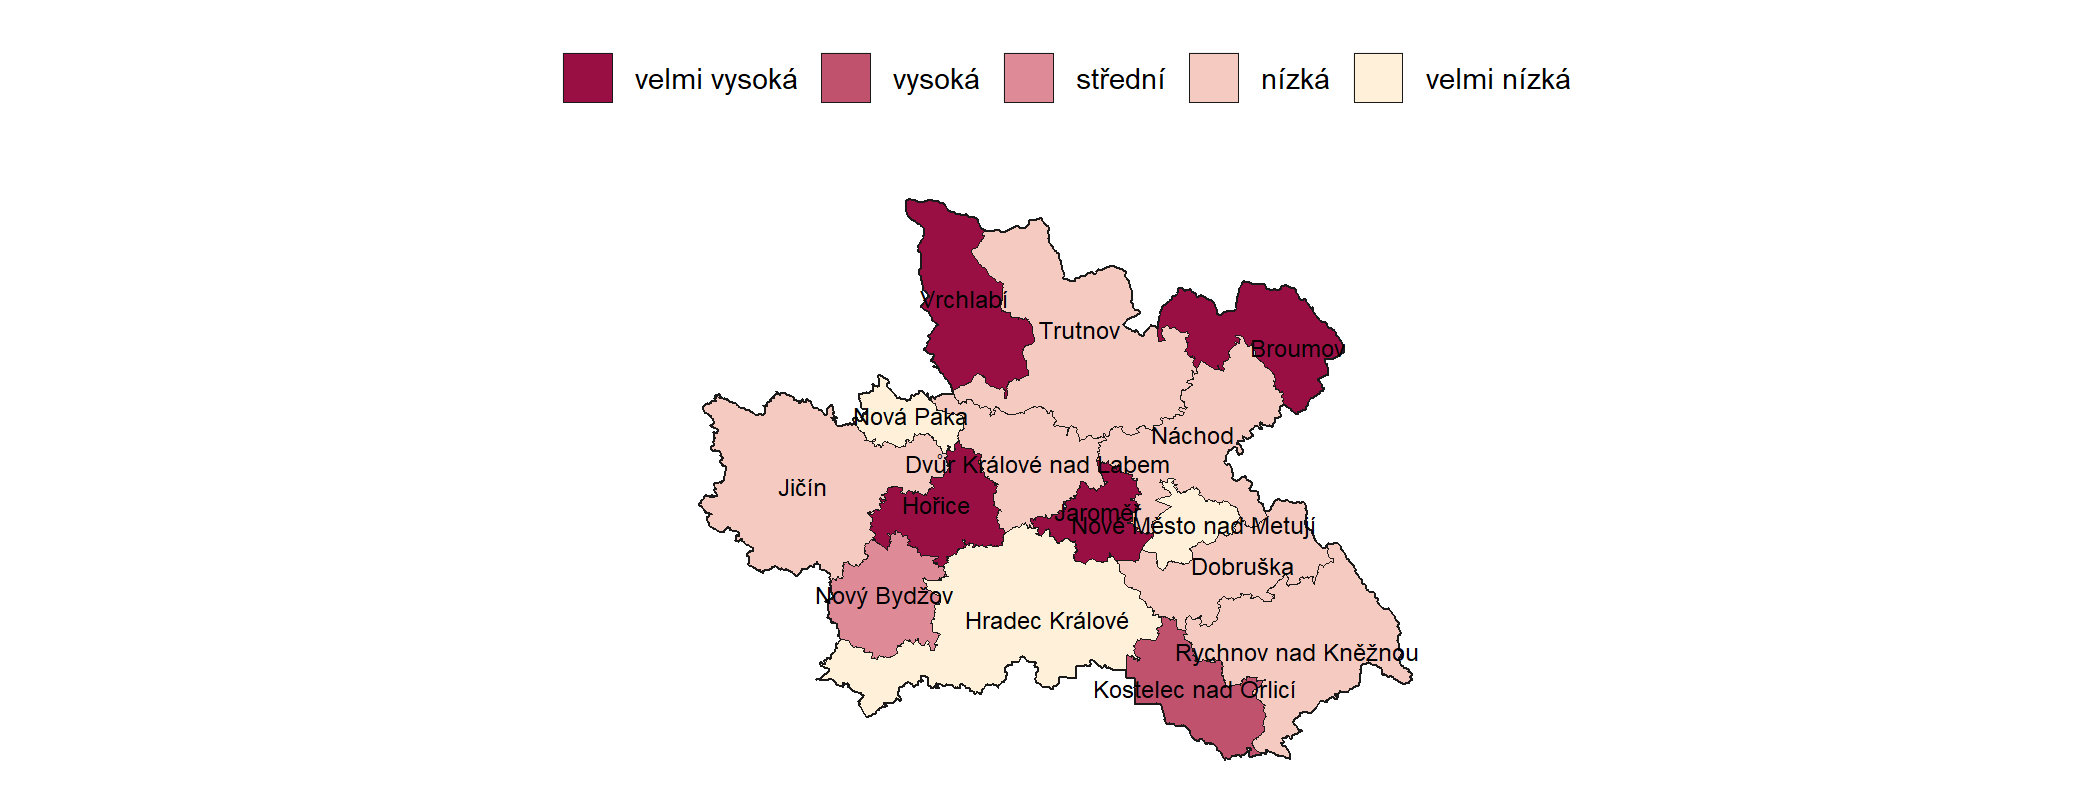 velmi vysoká
vysoká
střední
nízká
velmi nízká
Vrchlabí
Trutnov
Broumov
Nová Paka
Náchod
Dvůr Králové nad Labem
Jičín
Hořice
Jaroměř
Nové Město nad Metují
Dobruška
Nový Bydžov
Hradec Králové
Rychnov nad Kněžnou
Kostelec nad Orlicí